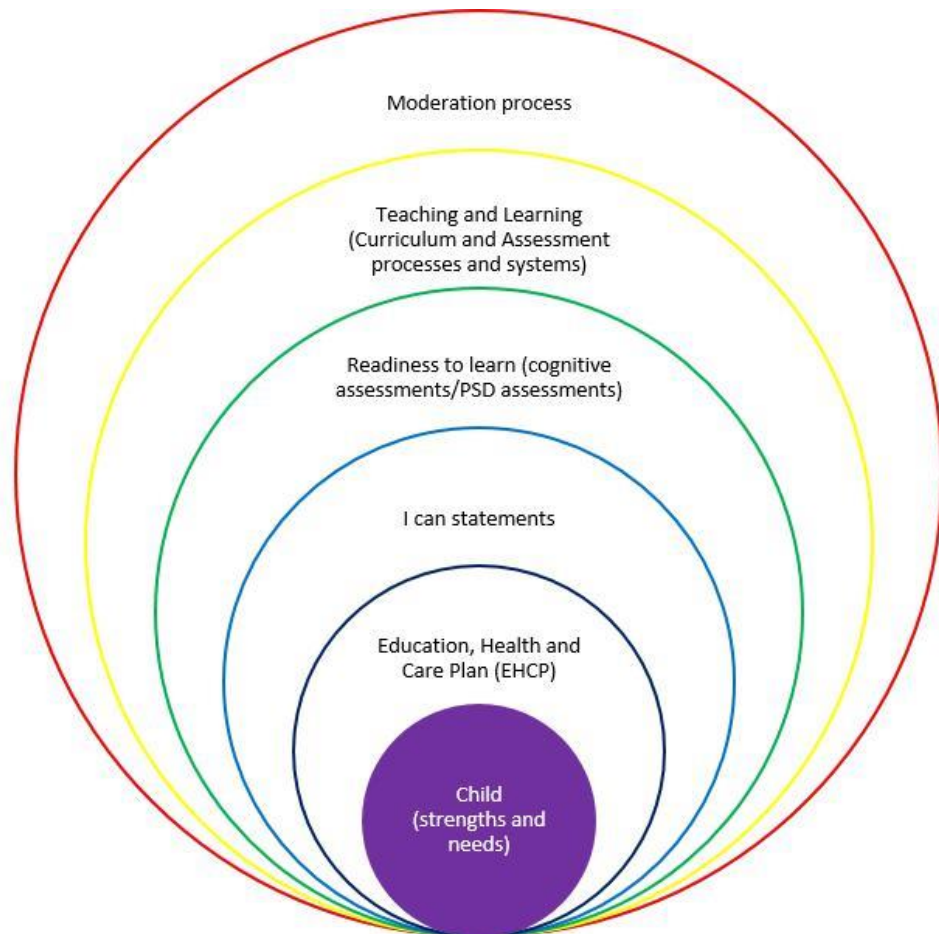 Moderation process
Teaching and Learning
(Curriculum and Assessment
processes and systems)
Readiness to learn (cognitive
assessments/PSD assessments)
I can statements
Education, Health and
Care Plan (EHCP)
Child
(strengths and
needs)